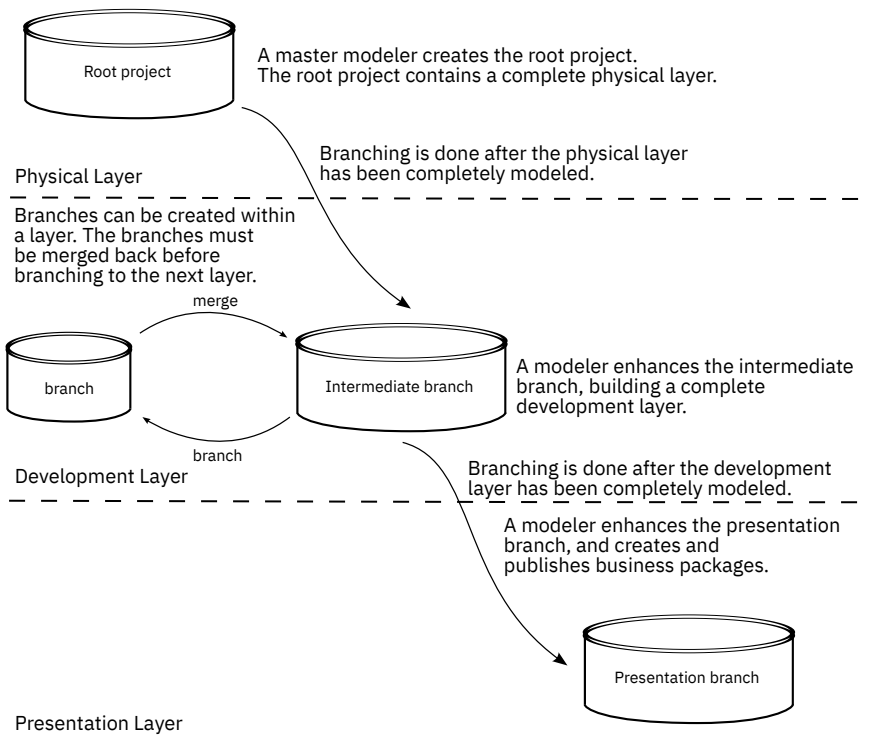 Root project
A master modeler creates the root project.
The root project contains a complete physical layer.
Branching is done after the physical layer
has been completely modeled.
Physical Layer
Branches can be created within
a layer. The branches must
be merged back before
branching to the next layer.
merge
branch
Intermediate branch
A modeler enhances the intermediate
branch, building a complete
development layer.
branch
Development Layer
Branching is done after the development
layer has been completely modeled.
A modeler enhances the presentation
branch, and creates and
publishes business packages.
Presentation branch
Presentation Layer